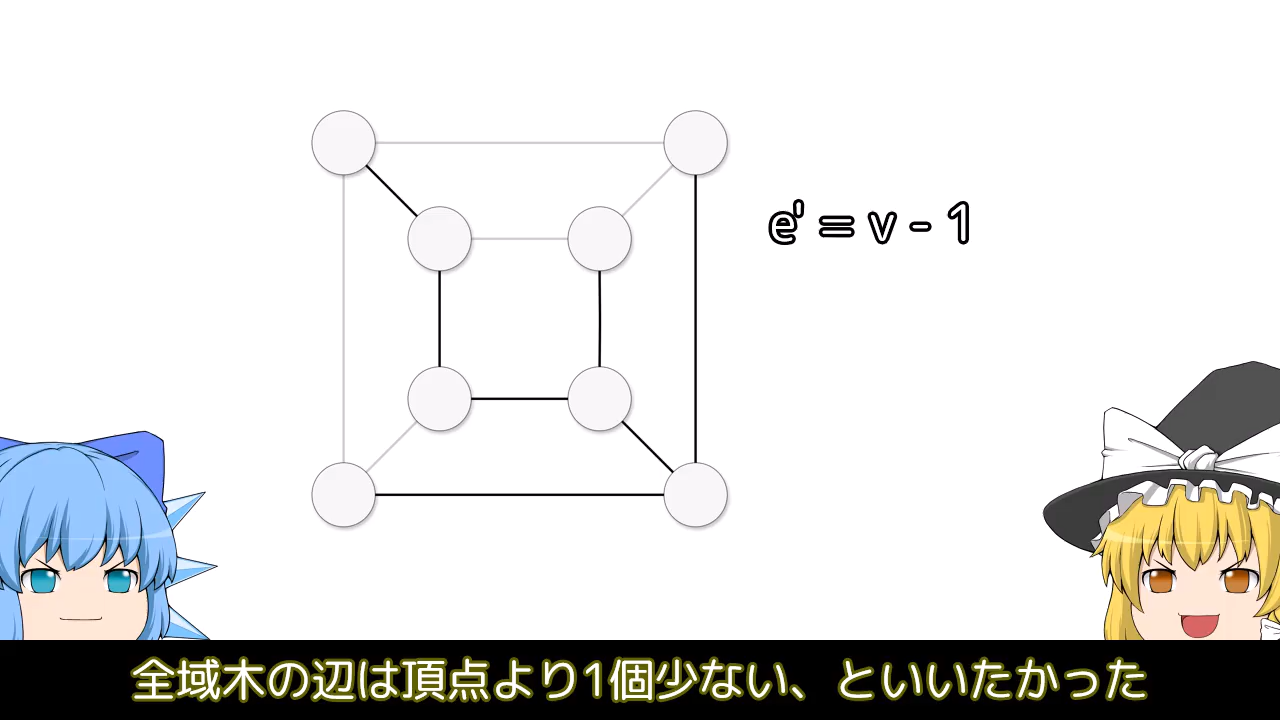 e' = v - 1
全域木の辺は頂点より1個少ない、といいたかった